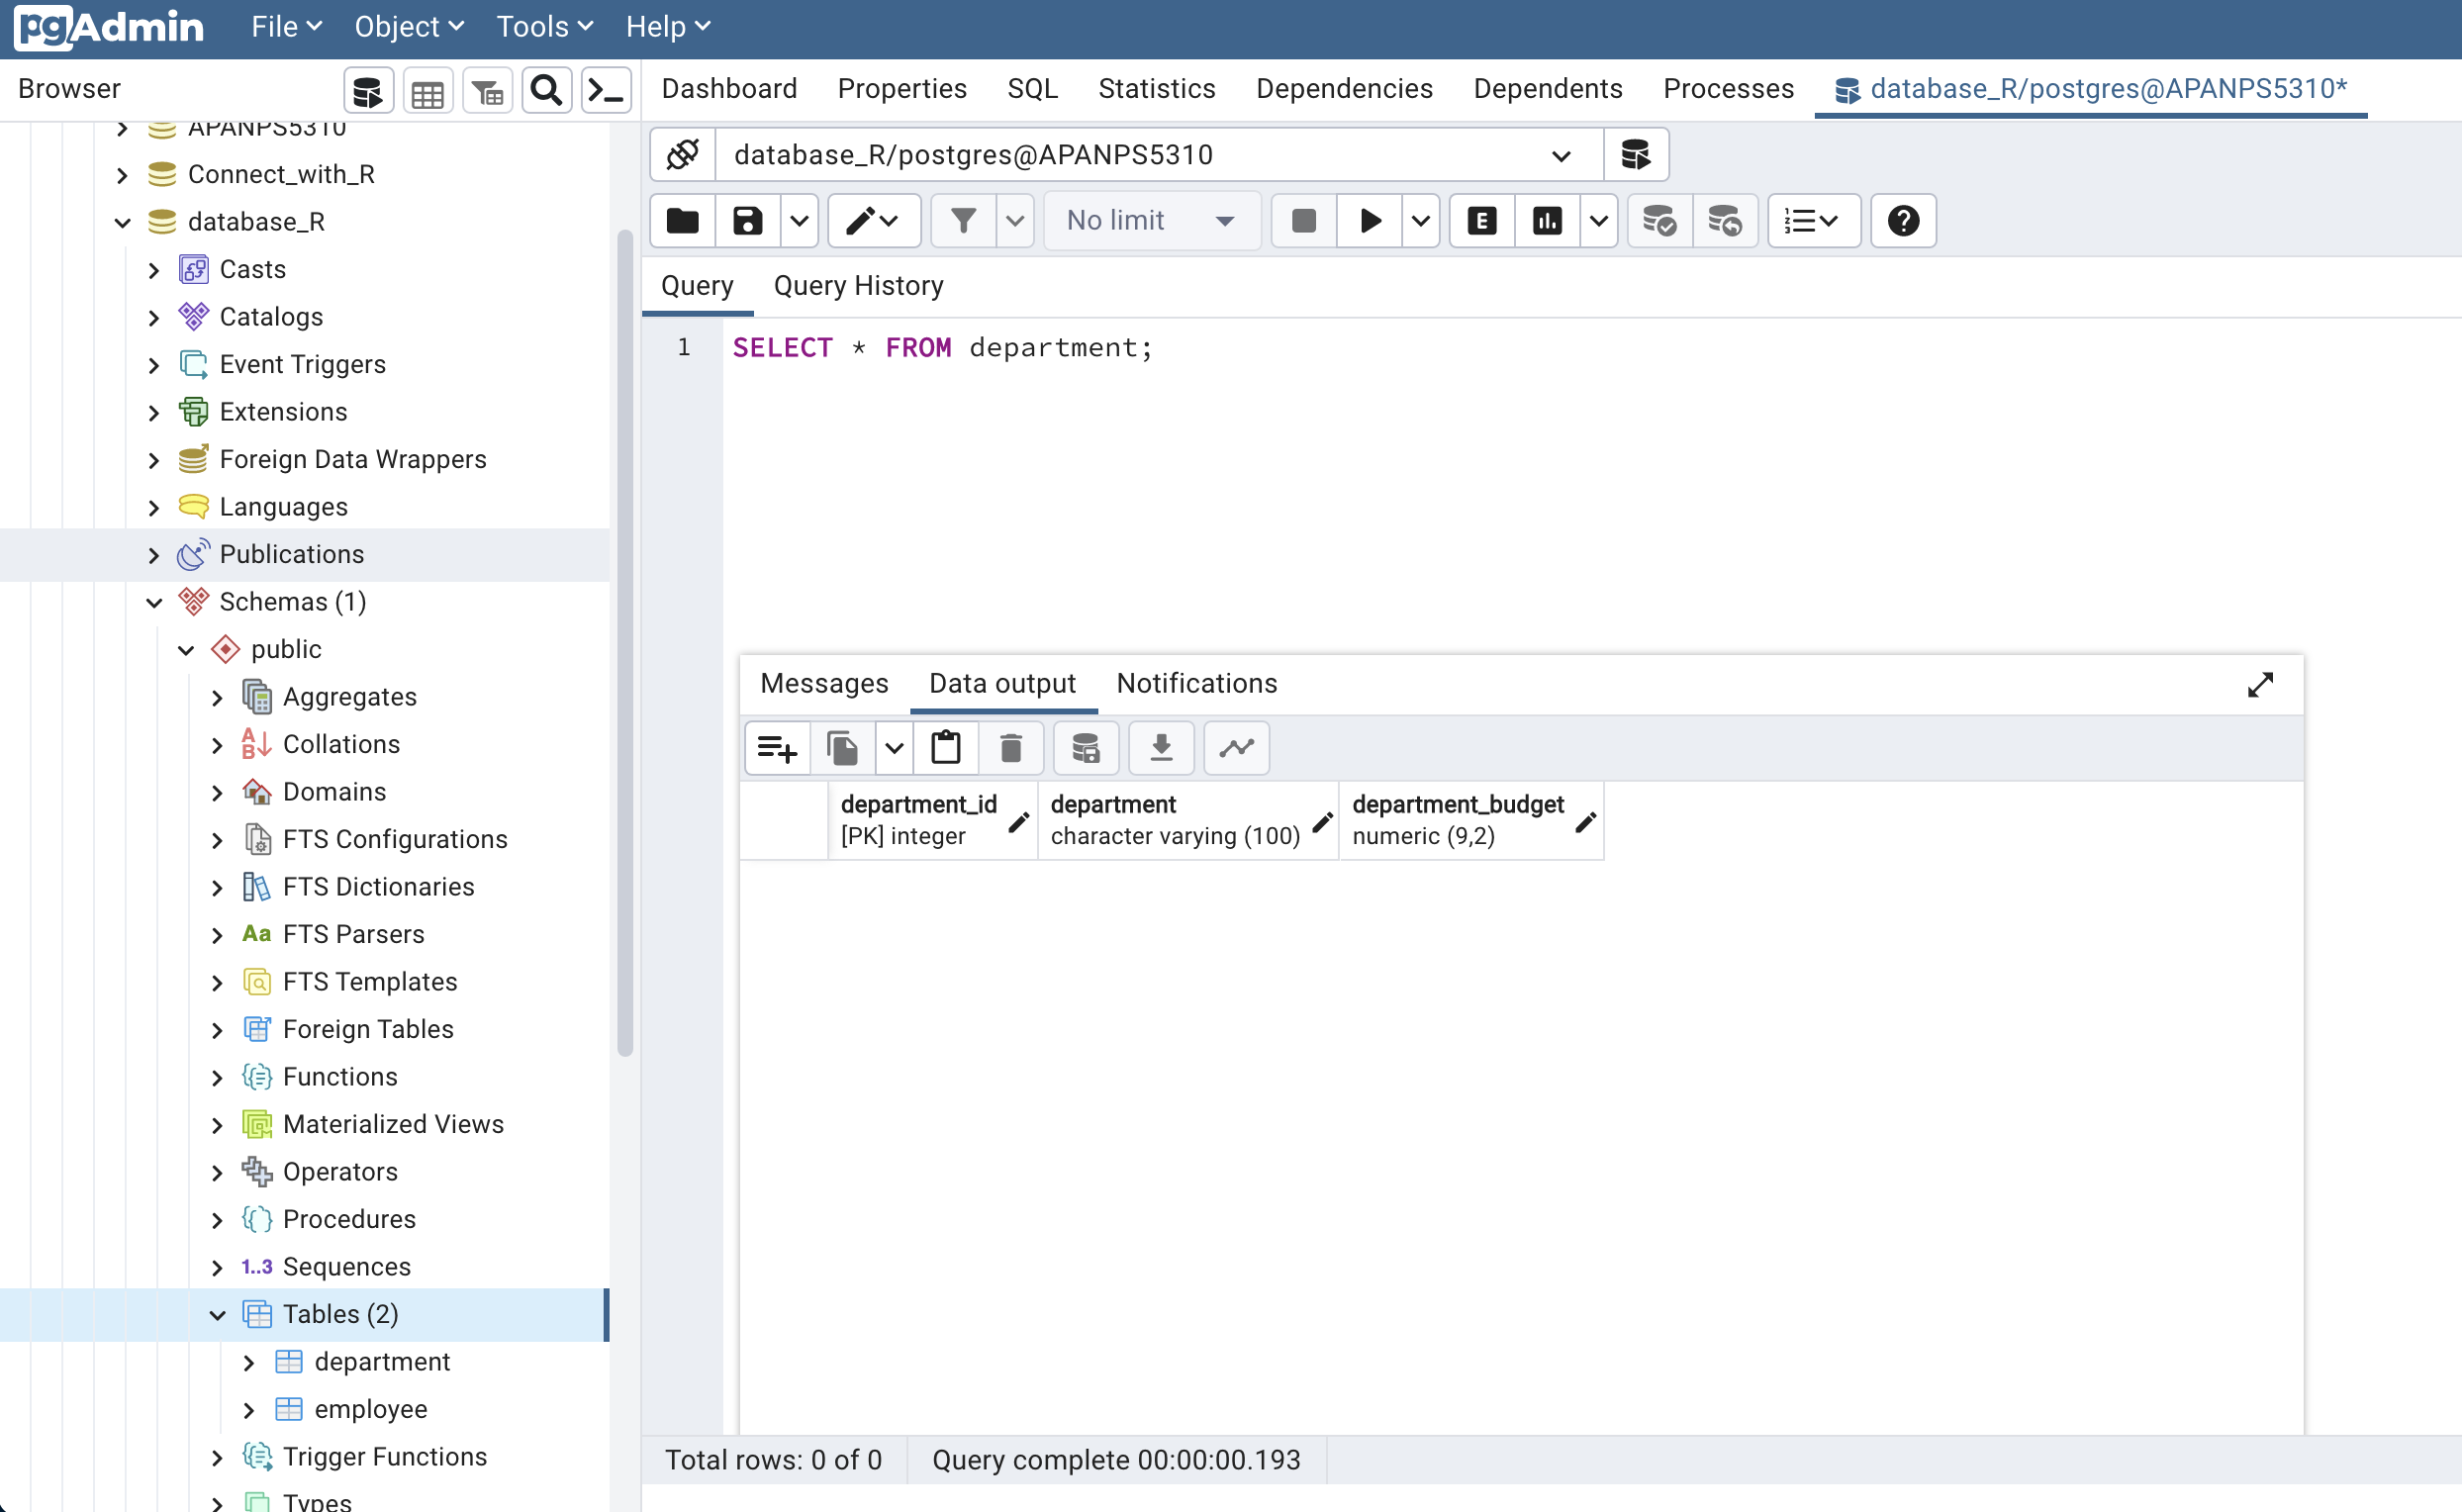 pgAdmin File Object Tools Help
Browser
Dashboard Properties SQL Statistics Dependencies Dependents Processes database_R/postgres@APANPS5310*
APANPS5310
Connect_with_R
database_R
Casts
Catalogs
Event Triggers
Extensions
Foreign Data Wrappers
Languages
Publications
Schemas (1)
public
Aggregates
Collations
Domains
FTS Configurations
FTS Dictionaries
Aa FTS Parsers
FTS Templates
Foreign Tables
Functions
Materialized Views
Operators
Procedures
1..3 Sequences
Tables (2)
department
employee
Trigger Functions
Types
database_R/postgres@APANPS5310
No limit E
Query Query History
1 SELECT * FROM department;
Messages Data output Notifications
department_id department department_budget
[PK] integer character varying (100) numeric (9,2)
Total rows: 0 of 0 Query complete 00:00:00.193